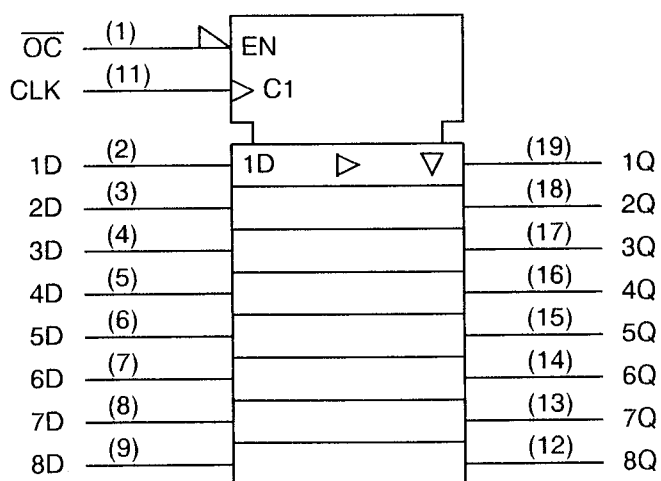 O̅C̅ (1) EN
CLK (11) C1
1D (2) 1D (19) 1Q
2D (3) (18) 2Q
3D (4) (17) 3Q
4D (5) (16) 4Q
5D (6) (15) 5Q
6D (7) (14) 6Q
7D (8) (13) 7Q
8D (9) (12) 8Q